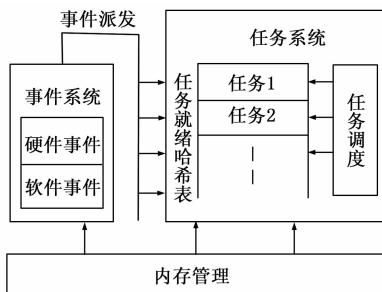 事件派发
任务系统
事件系统
硬件事件
软件事件
任务就绪哈希表
任务1
任务2
任务调度
内存管理